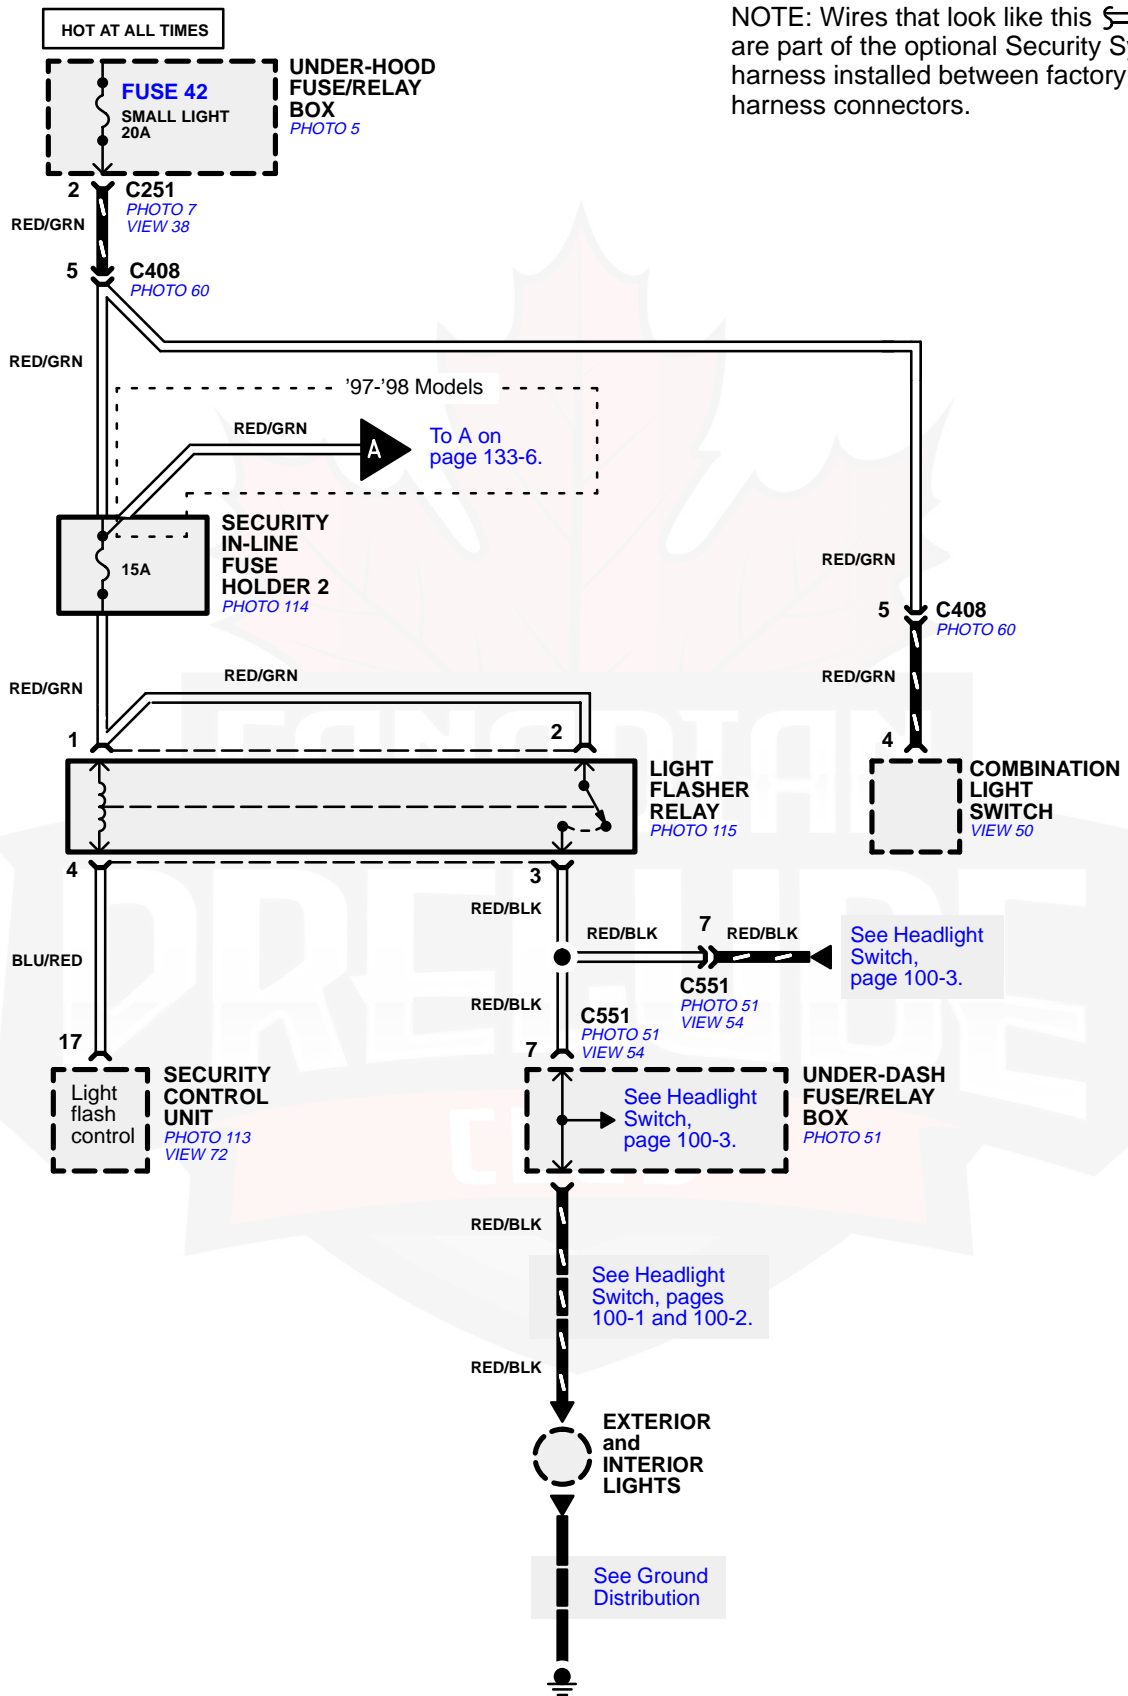 HOT AT ALL TIMES
NOTE: Wires that look like this
are part of the optional Security Sy
harness installed between factory
harness connectors.
FUSE 42
SMALL LIGHT
20A
UNDER-HOOD
FUSE/RELAY
BOX
PHOTO 5
2
C251
PHOTO 7
VIEW 38
RED/GRN
5
C408
PHOTO 60
RED/GRN
'97-'98 Models
RED/GRN
A
To A on
page 133-6.
15A
SECURITY
IN-LINE
FUSE
HOLDER 2
PHOTO 114
RED/GRN
5
C408
PHOTO 60
RED/GRN
RED/GRN
RED/GRN
1
2
4
LIGHT
FLASHER
RELAY
PHOTO 115
COMBINATION
LIGHT
SWITCH
VIEW 50
4
3
RED/BLK
BLU/RED
RED/BLK
7
RED/BLK
See Headlight
Switch,
page 100-3.
C551
PHOTO 51
VIEW 54
RED/BLK
C551
PHOTO 51
VIEW 54
17
7
Light
flash
control
SECURITY
CONTROL
UNIT
PHOTO 113
VIEW 72
See Headlight
Switch,
page 100-3.
UNDER-DASH
FUSE/RELAY
BOX
PHOTO 51
RED/BLK
See Headlight
Switch, pages
100-1 and 100-2.
RED/BLK
EXTERIOR
and
INTERIOR
LIGHTS
See Ground
Distribution
CANADIAN
PRELUDE
CLUB